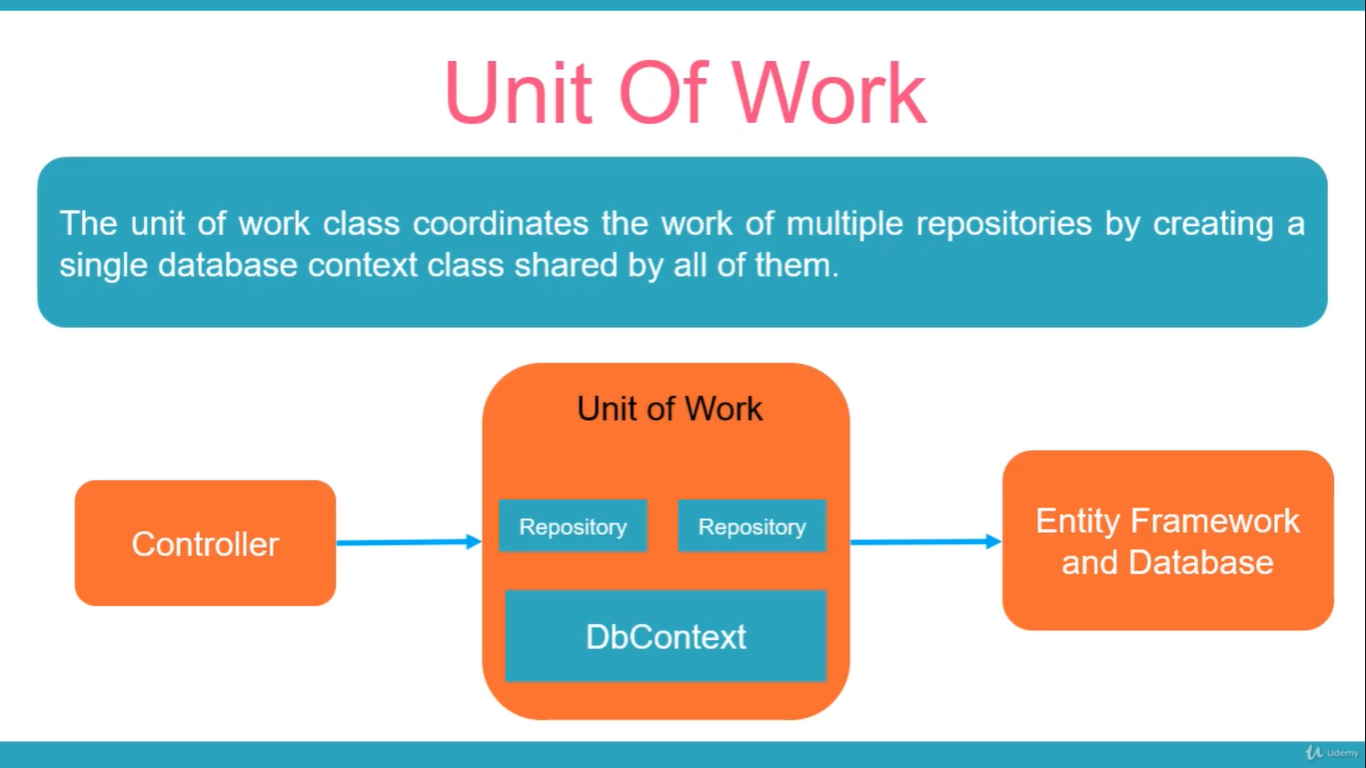 Unit Of Work
The unit of work class coordinates the work of multiple repositories by creating a
single database context class shared by all of them.
Unit of Work
Controller
Repository
Repository
DbContext
Entity Framework
and Database
Udemy